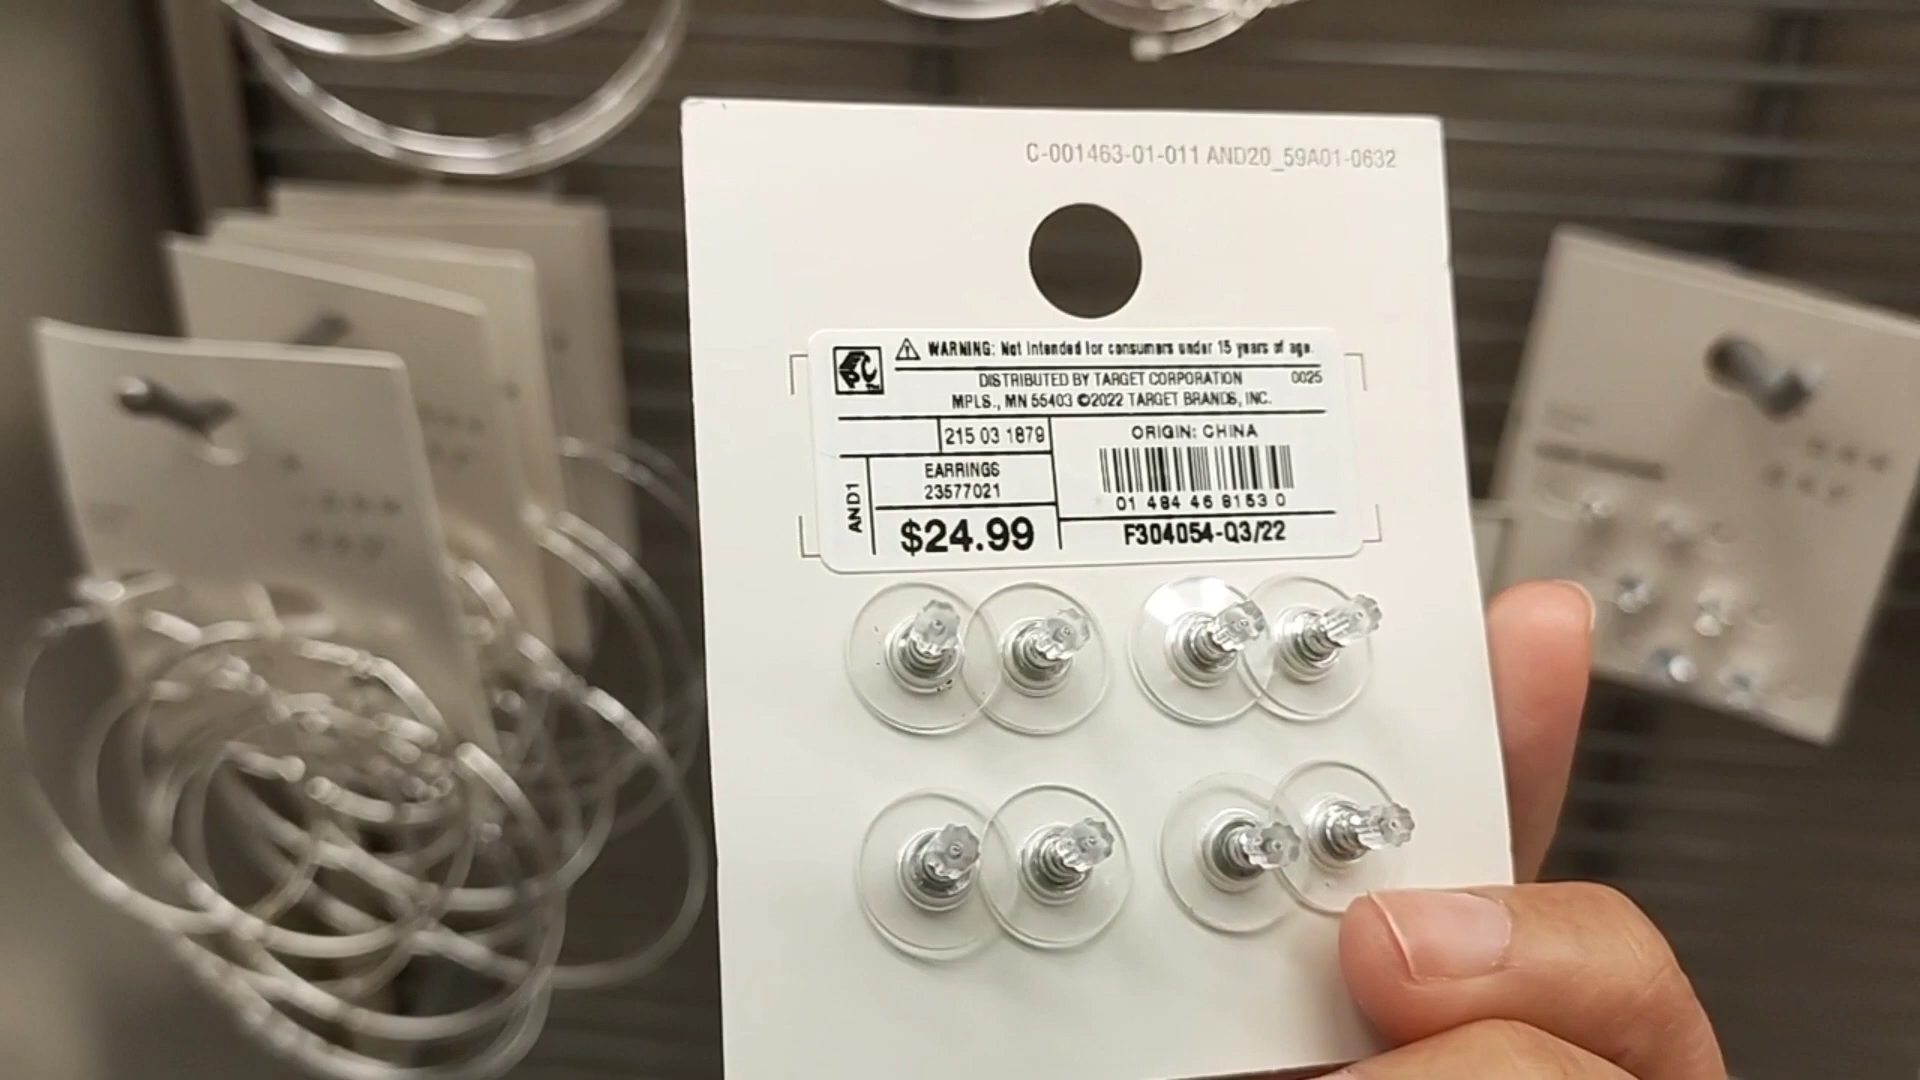 C-001463-01-011 AND20_59A01-0632
WARNING: Not intended for consumers under 15 years of age.
DISTRIBUTED BY TARGET CORPORATION 0025
MPLS., MN 55403 ©2022 TARGET BRANDS, INC.
215 03 1879
ORIGIN: CHINA
AND1
EARRINGS
23577021
01 484 46 8153 0
$24.99
F304054-Q3/22